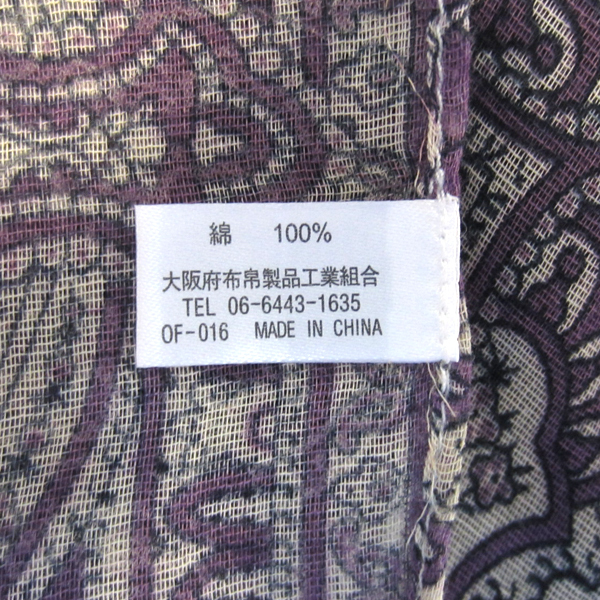 綿 100%
大阪府布帛製品工業組合
TEL 06-6443-1635
OF-016 MADE IN CHINA